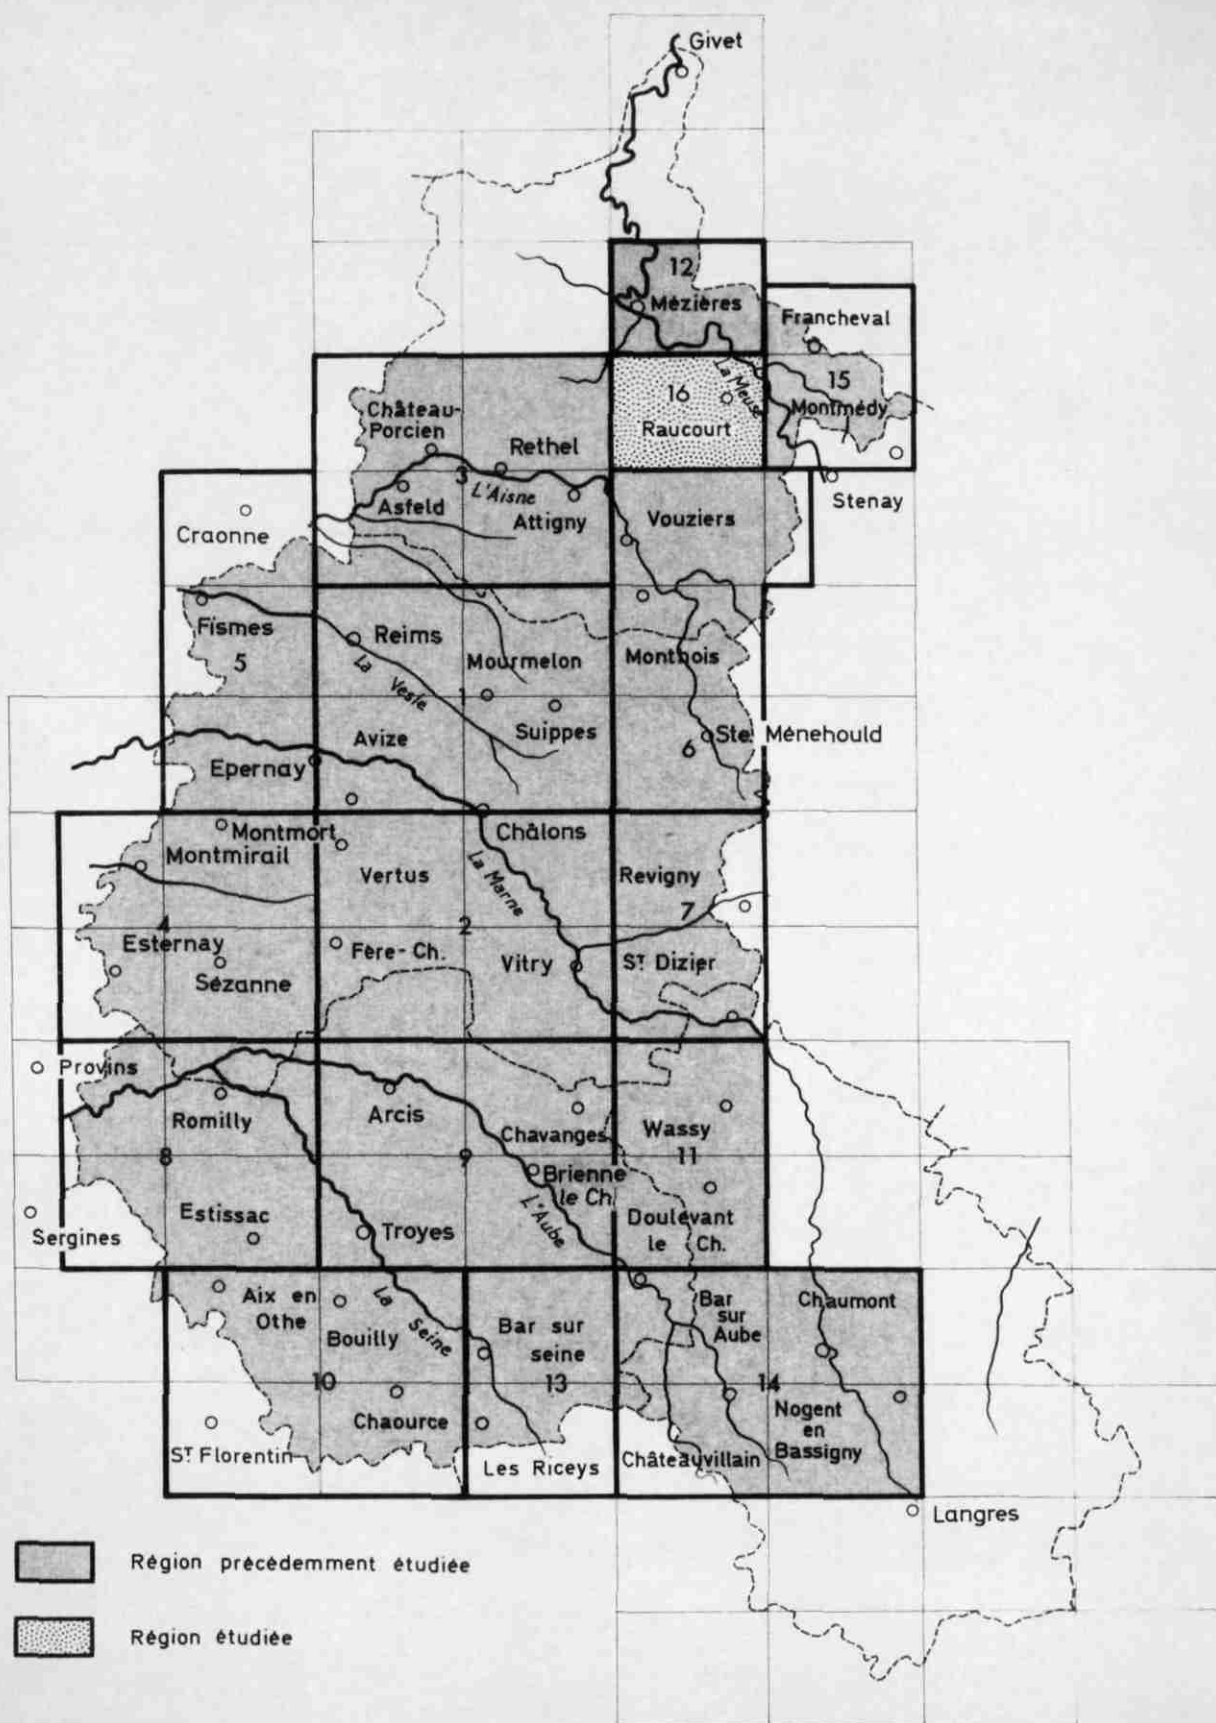 Givet
12
Mézières
Francheval
15
Montmédy
La Meuse
16
Raucourt
Château-
Porcien
Rethel
3
L'Aisne
Asfeld
Attigny
Vouziers
Stenay
Craonne
Fismes
5
Reims
La Vesle
Mourmelon
1
Suippes
Monthois
6
Ste Ménehould
Avize
Epernay
Montmort
Montmirail
Vertus
Châlons
La Marne
Revigny
7
4
2
Esternay
Sézanne
Fère-Ch.
Vitry
ST Dizier
Provins
Romilly
Arcis
Chavanges
Wassy
8
9
11
Brienne
le Ch.
L'Aube
Estissac
Troyes
Doulevant
le Ch.
Sergines
Aix en
Othe
La Seine
Bouilly
Bar sur
seine
Bar
sur
Aube
Chaumont
10
13
14
Chaource
Nogent
en
Bassigny
ST Florentin
Les Riceys
Châteauvillain
Langres
Région précédemment étudiée
Région étudiée